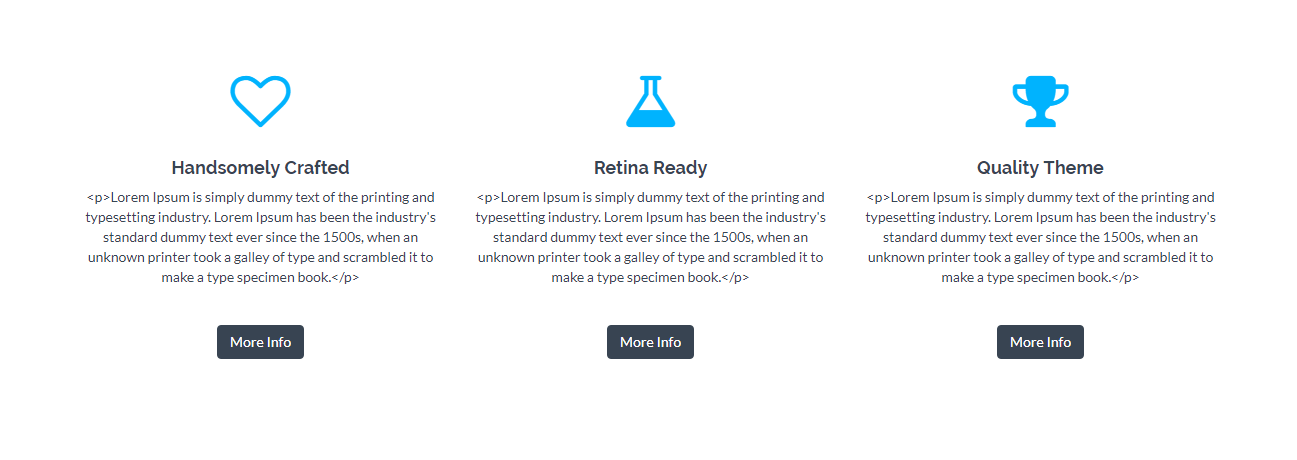 Handsomely Crafted
<p>Lorem Ipsum is simply dummy text of the printing and
typesetting industry. Lorem Ipsum has been the industry's
standard dummy text ever since the 1500s, when an
unknown printer took a galley of type and scrambled it to
make a type specimen book.</p>
More Info
Retina Ready
<p>Lorem Ipsum is simply dummy text of the printing and
typesetting industry. Lorem Ipsum has been the industry's
standard dummy text ever since the 1500s, when an
unknown printer took a galley of type and scrambled it to
make a type specimen book.</p>
More Info
Quality Theme
<p>Lorem Ipsum is simply dummy text of the printing and
typesetting industry. Lorem Ipsum has been the industry's
standard dummy text ever since the 1500s, when an
unknown printer took a galley of type and scrambled it to
make a type specimen book.</p>
More Info